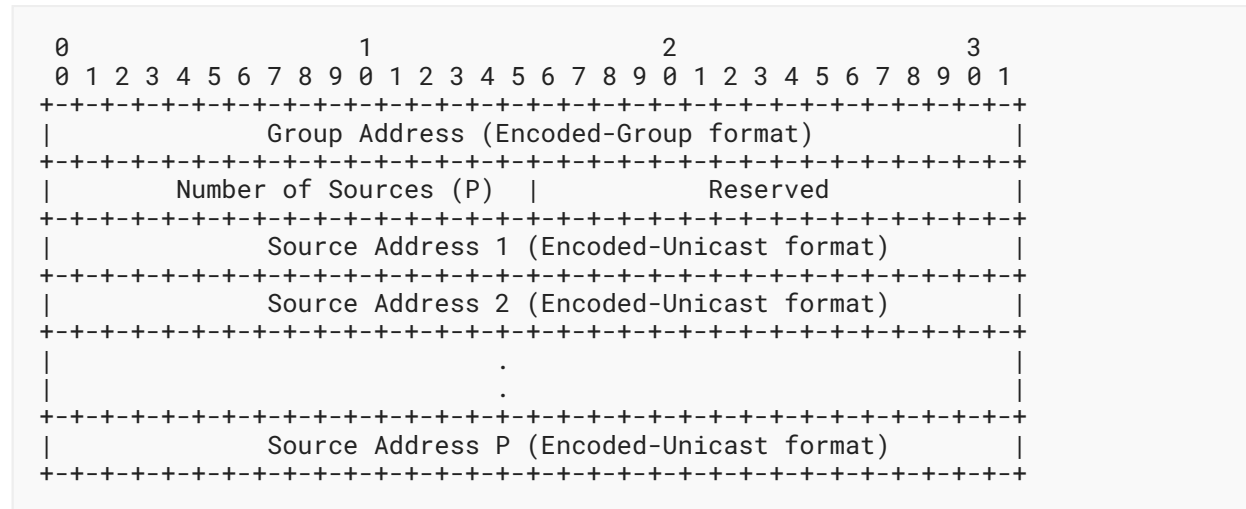 0                   1                   2                   3
 0 1 2 3 4 5 6 7 8 9 0 1 2 3 4 5 6 7 8 9 0 1 2 3 4 5 6 7 8 9 0 1
+-+-+-+-+-+-+-+-+-+-+-+-+-+-+-+-+-+-+-+-+-+-+-+-+-+-+-+-+-+-+-+-+
|              Group Address (Encoded-Group format)             |
+-+-+-+-+-+-+-+-+-+-+-+-+-+-+-+-+-+-+-+-+-+-+-+-+-+-+-+-+-+-+-+-+
|        Number of Sources (P)  |           Reserved            |
+-+-+-+-+-+-+-+-+-+-+-+-+-+-+-+-+-+-+-+-+-+-+-+-+-+-+-+-+-+-+-+-+
|              Source Address 1 (Encoded-Unicast format)        |
+-+-+-+-+-+-+-+-+-+-+-+-+-+-+-+-+-+-+-+-+-+-+-+-+-+-+-+-+-+-+-+-+
|              Source Address 2 (Encoded-Unicast format)        |
+-+-+-+-+-+-+-+-+-+-+-+-+-+-+-+-+-+-+-+-+-+-+-+-+-+-+-+-+-+-+-+-+
|                             .                                 |
|                             .                                 |
+-+-+-+-+-+-+-+-+-+-+-+-+-+-+-+-+-+-+-+-+-+-+-+-+-+-+-+-+-+-+-+-+
|              Source Address P (Encoded-Unicast format)        |
+-+-+-+-+-+-+-+-+-+-+-+-+-+-+-+-+-+-+-+-+-+-+-+-+-+-+-+-+-+-+-+-+